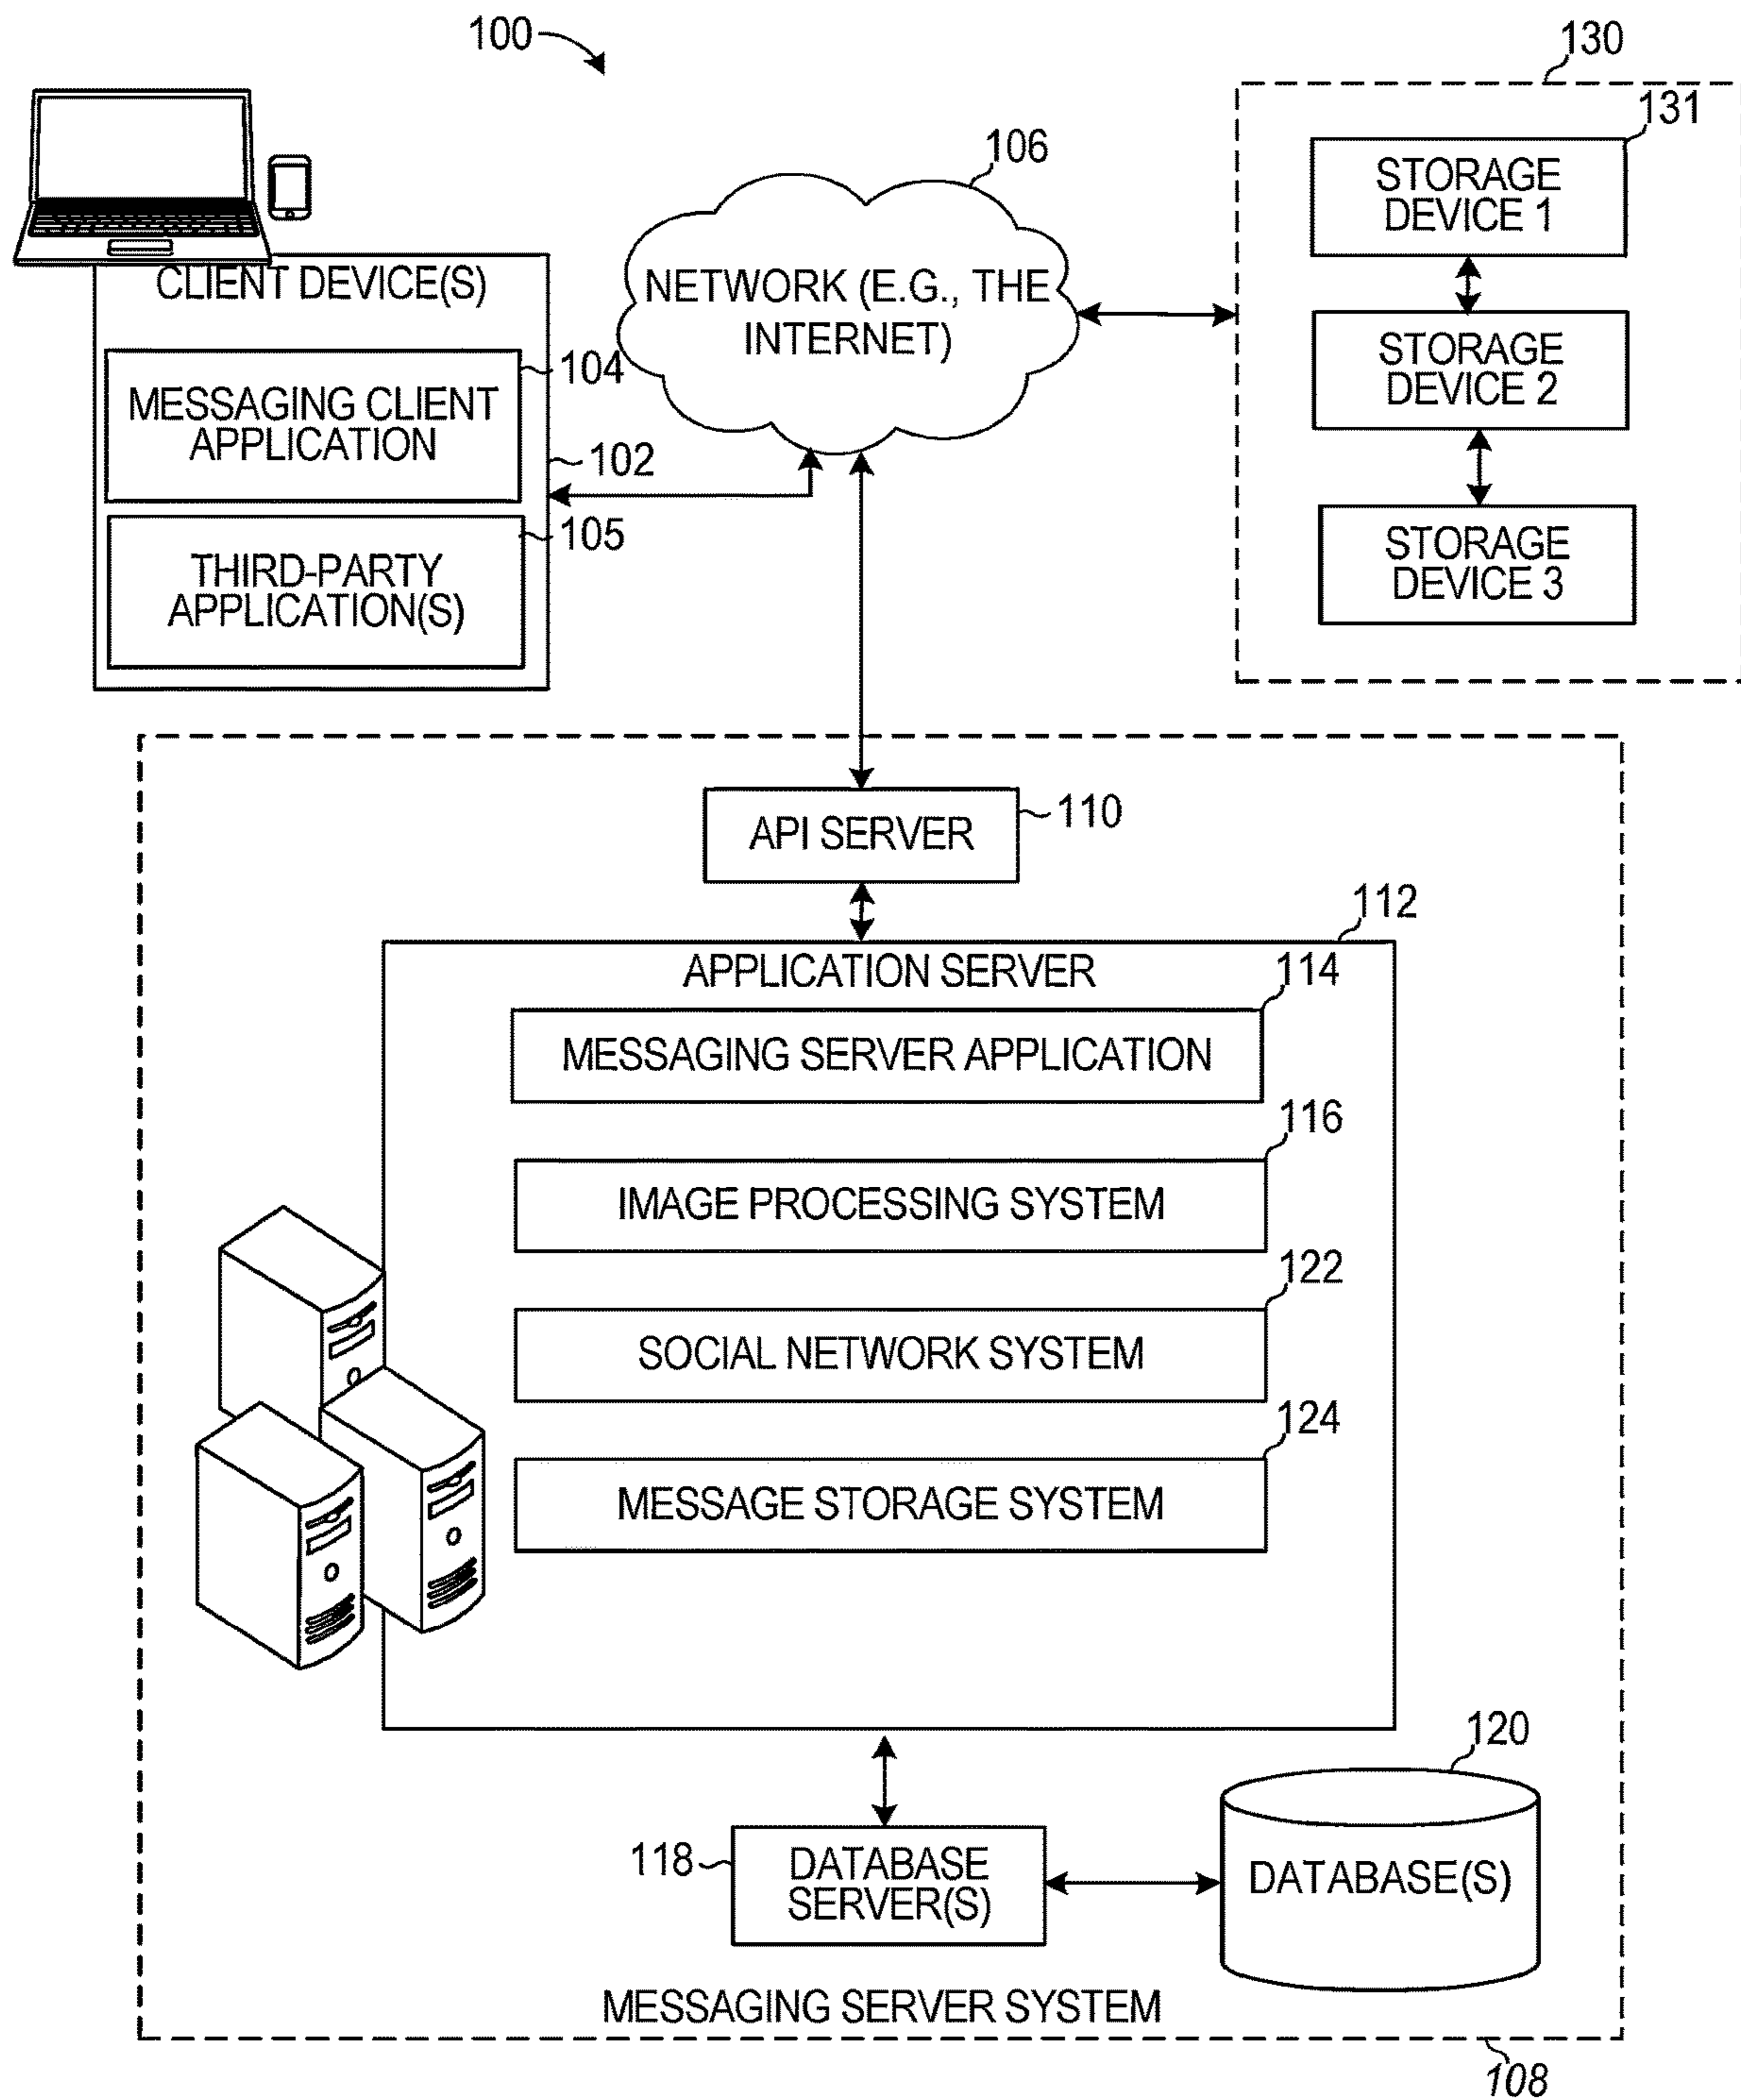 100
130
131
STORAGE
DEVICE 1
106
NETWORK (E.G., THE
INTERNET)
CLIENT DEVICE(S)
104
MESSAGING CLIENT
APPLICATION
STORAGE
DEVICE 2
102
105
THIRD-PARTY
APPLICATION(S)
STORAGE
DEVICE 3
110
API SERVER
112
APPLICATION SERVER
114
MESSAGING SERVER APPLICATION
116
IMAGE PROCESSING SYSTEM
122
SOCIAL NETWORK SYSTEM
124
MESSAGE STORAGE SYSTEM
120
118
DATABASE
SERVER(S)
DATABASE(S)
MESSAGING SERVER SYSTEM
108